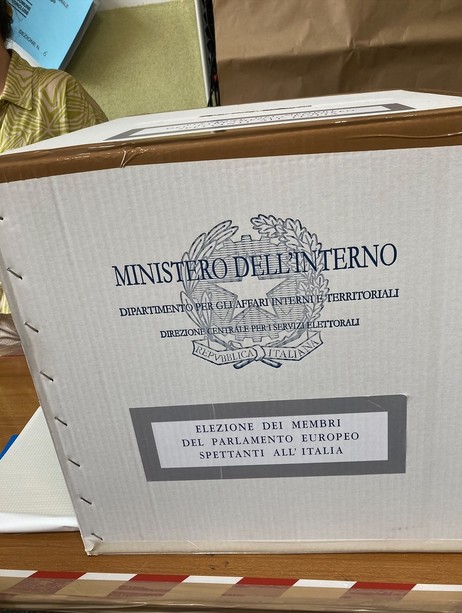 SEZIONE N.
MINISTERO DELL'INTERNO
DIPARTIMENTO PER GLI AFFARI INTERNI E TERRITORIALI
DIREZIONE CENTRALE PER I SERVIZI ELETTORALI
REPVBBLICA ITALIANA
ELEZIONE DEI MEMBRI
DEL PARLAMENTO EUROPEO
SPETTANTI ALL'ITALIA